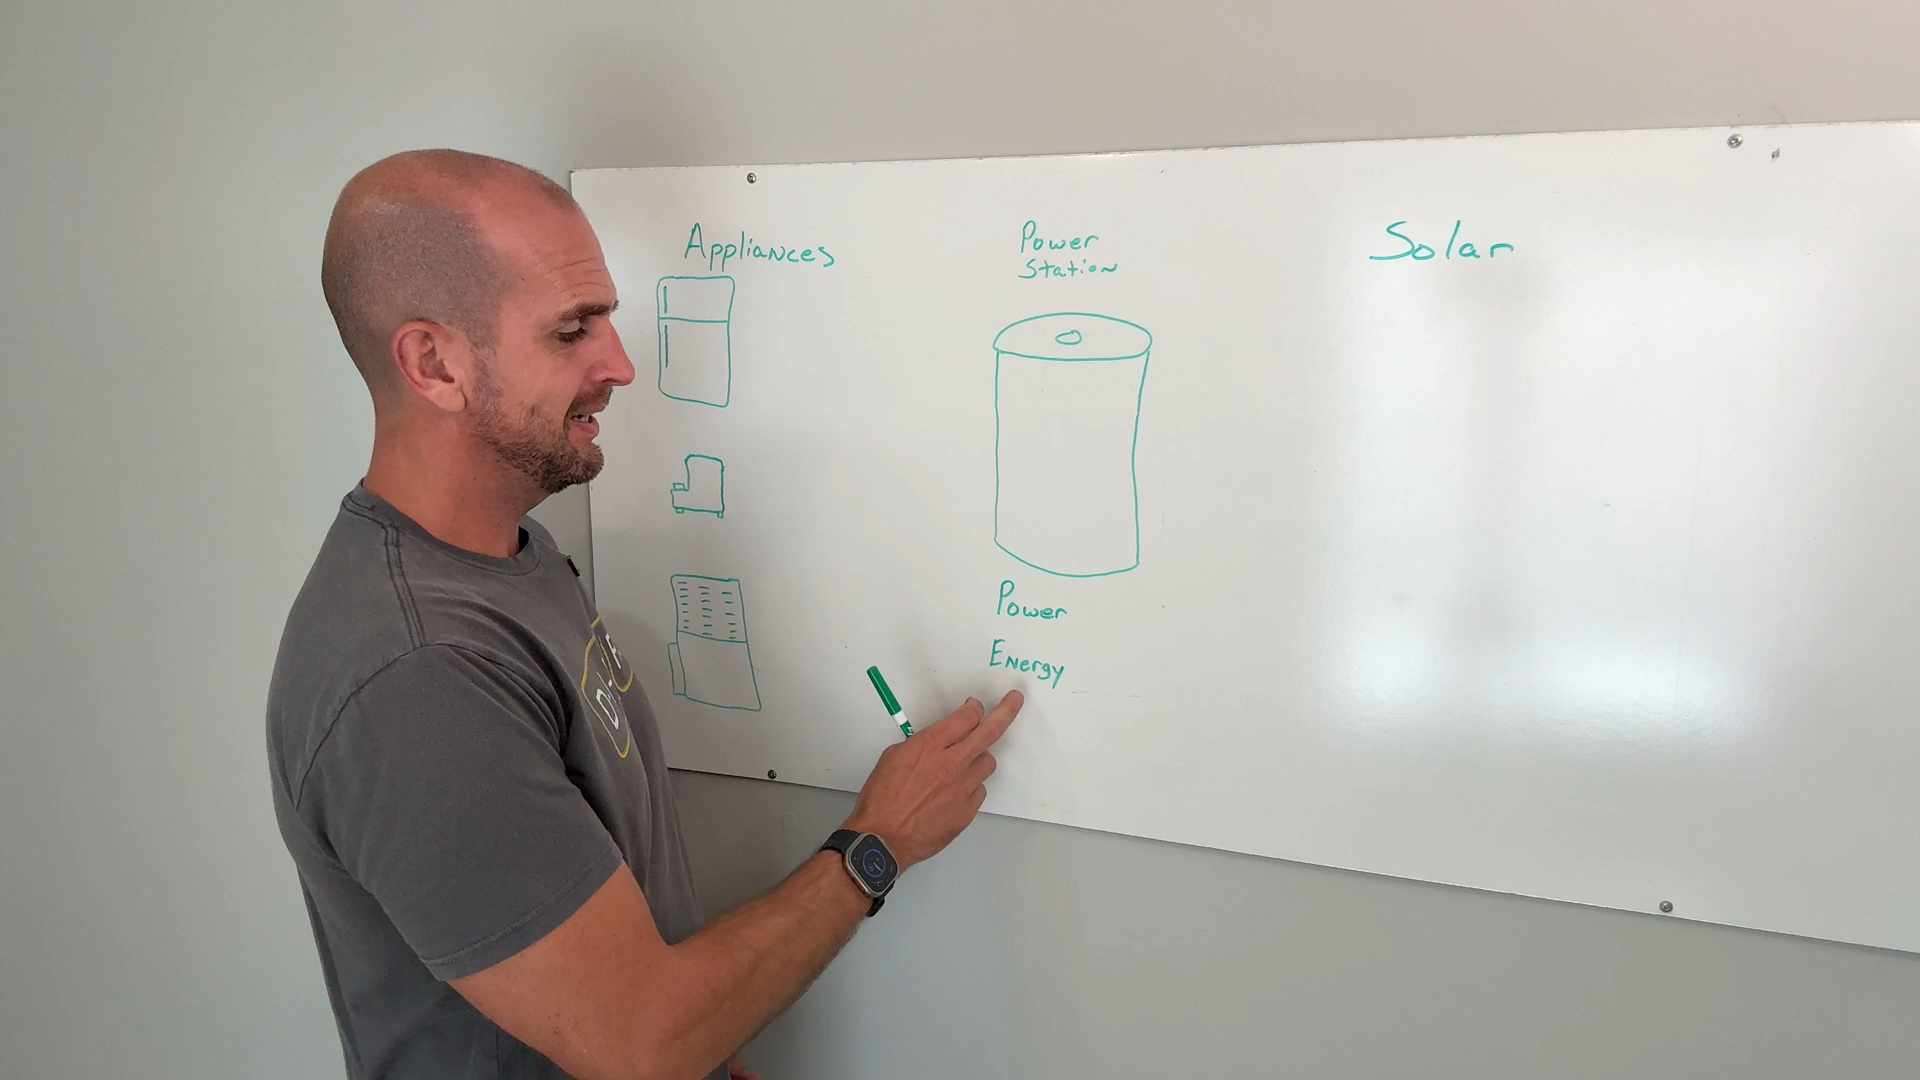 Appliances
Power
Station
Solar
Power
Energy